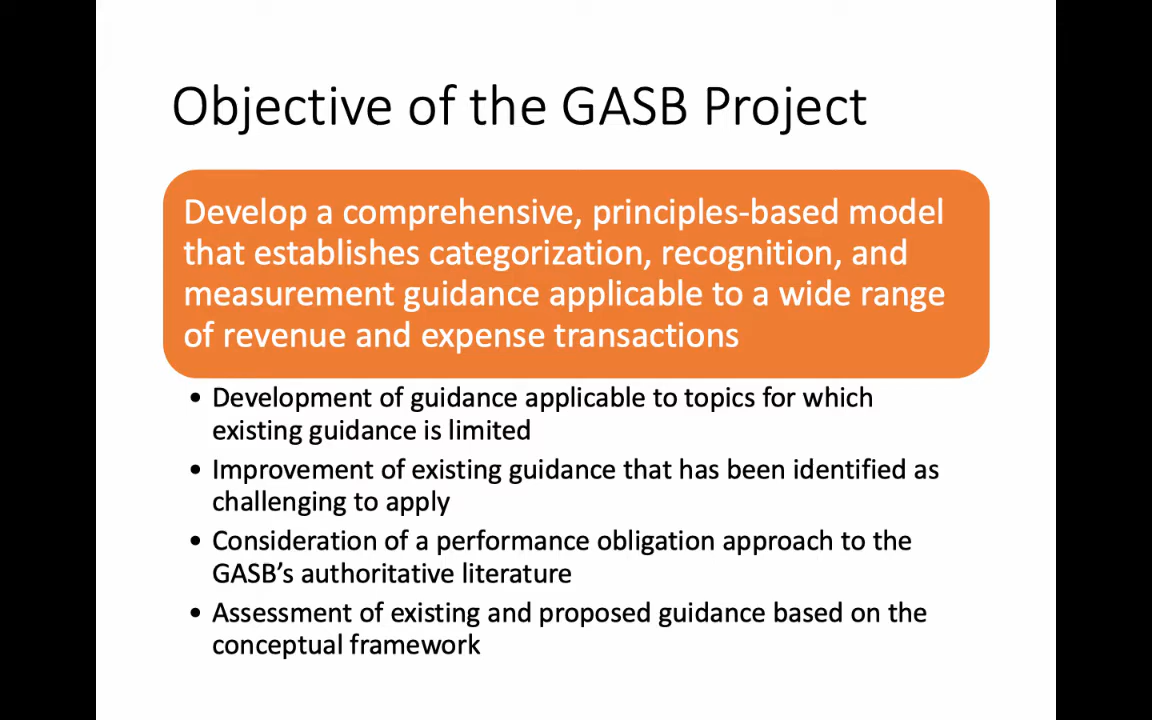 Objective of the GASB Project
Develop a comprehensive, principles-based model
that establishes categorization, recognition, and
measurement guidance applicable to a wide range
of revenue and expense transactions
• Development of guidance applicable to topics for which
existing guidance is limited
• Improvement of existing guidance that has been identified as
challenging to apply
• Consideration of a performance obligation approach to the
GASB’s authoritative literature
• Assessment of existing and proposed guidance based on the
conceptual framework